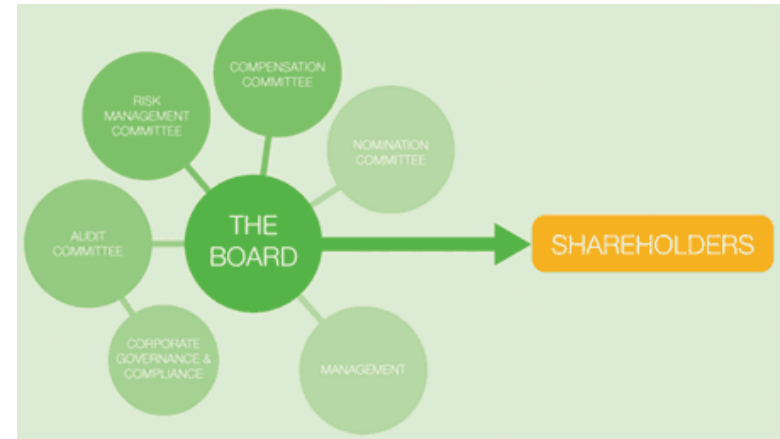 COMPENSATION
COMMITTEE
RISK
MANAGEMENT
COMMITTEE
NOMINATION
COMMITTEE
THE
BOARD
SHAREHOLDERS
AUDIT
COMMITTEE
CORPORATE
GOVERNANCE &
COMPLIANCE
MANAGEMENT